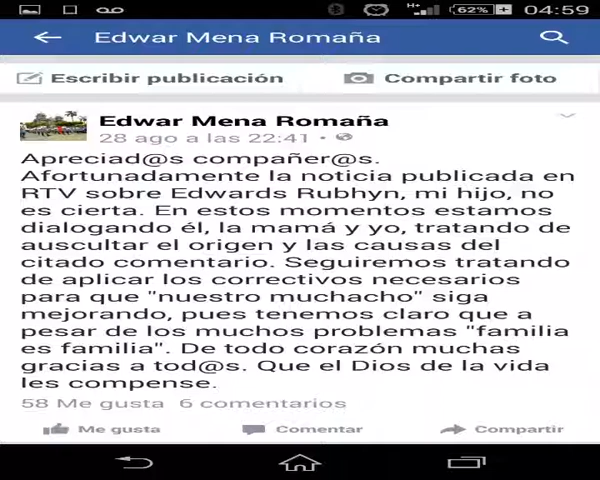 62% 04:59
Edwar Mena Romaña
Escribir publicación Compartir foto
Edwar Mena Romaña
28 ago a las 22:41 •
Apreciad@s compañer@s.
Afortunadamente la noticia publicada en
RTV sobre Edwards Rubhyn, mi hijo, no
es cierta. En estos momentos estamos
dialogando él, la mamá y yo, tratando de
auscultar el origen y las causas del
citado comentario. Seguiremos tratando
de aplicar los correctivos necesarios
para que "nuestro muchacho" siga
mejorando, pues tenemos claro que a
pesar de los muchos problemas "familia
es familia". De todo corazón muchas
gracias a tod@s. Que el Dios de la vida
les compense.
58 Me gusta 6 comentarios
Me gusta Comentar Compartir